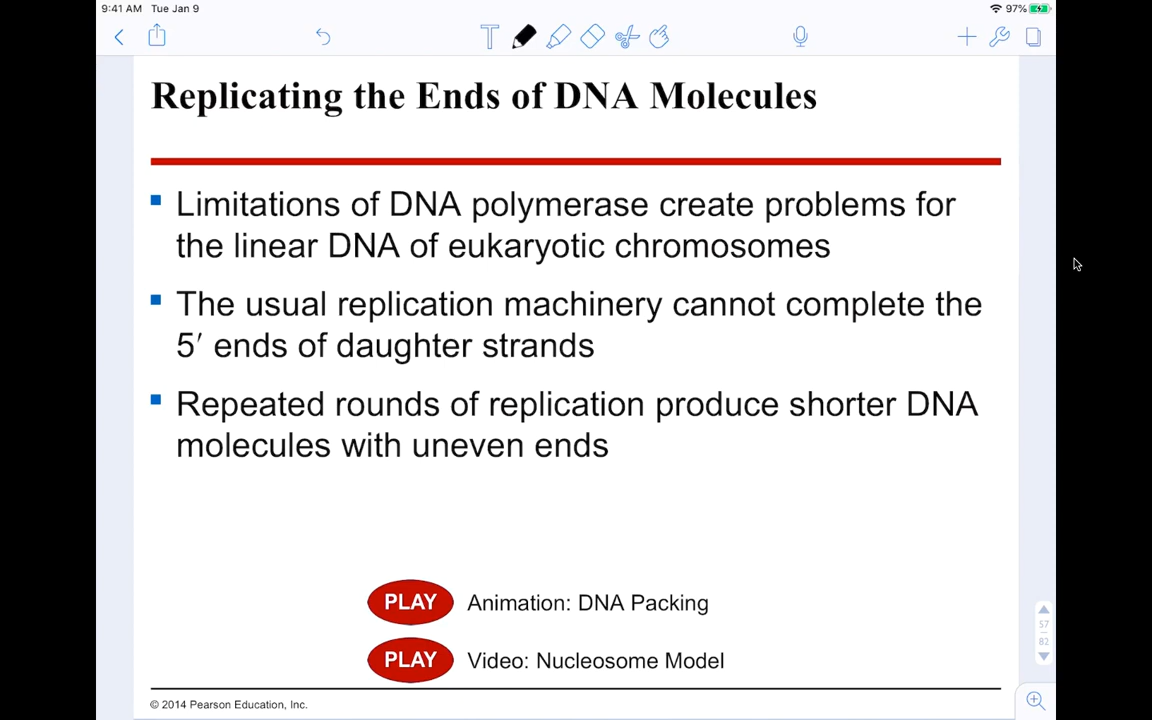 9:41 AM Tue Jan 9
97%
T
Replicating the Ends of DNA Molecules
Limitations of DNA polymerase create problems for
the linear DNA of eukaryotic chromosomes
The usual replication machinery cannot complete the
5′ ends of daughter strands
Repeated rounds of replication produce shorter DNA
molecules with uneven ends
PLAY Animation: DNA Packing
57
82
PLAY Video: Nucleosome Model
© 2014 Pearson Education, Inc.